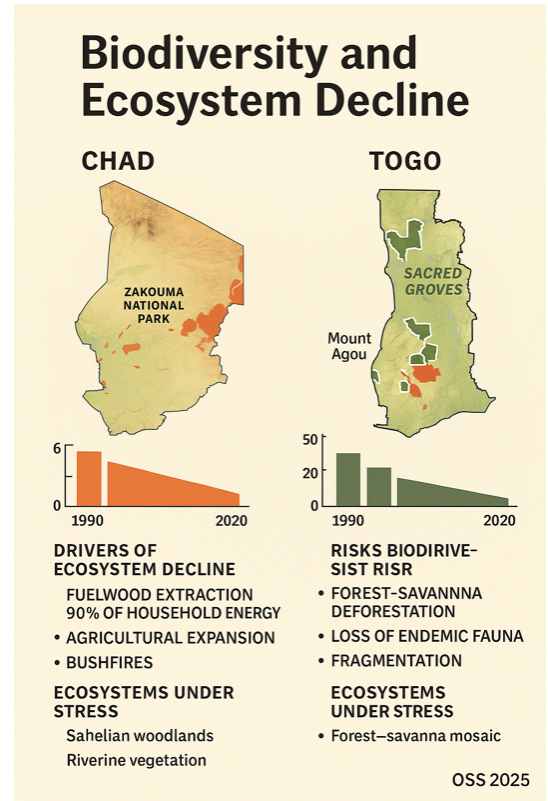 Biodiversity and
Ecosystem Decline
CHAD
ZAKOUMA
NATIONAL
PARK
6
0
1990
2020
DRIVERS OF
ECOSYSTEM DECLINE
FUELWOOD EXTRACTION
90% OF HOUSEHOLD ENERGY
• AGRICULTURAL EXPANSION
• BUSHFIRES
ECOSYSTEMS UNDER
STRESS
Sahelian woodlands
Riverine vegetation
TOGO
SACRED
GROVES
Mount
Agou
50
20
0
1990
2020
RISKS BIODIRIVE-
SIST RISR
• FOREST-SAVANNNA
DEFORESTATION
• LOSS OF ENDEMIC FAUNA
• FRAGMENTATION
ECOSYSTEMS
UNDER STRESS
• Forest–savanna mosaic
OSS 2025